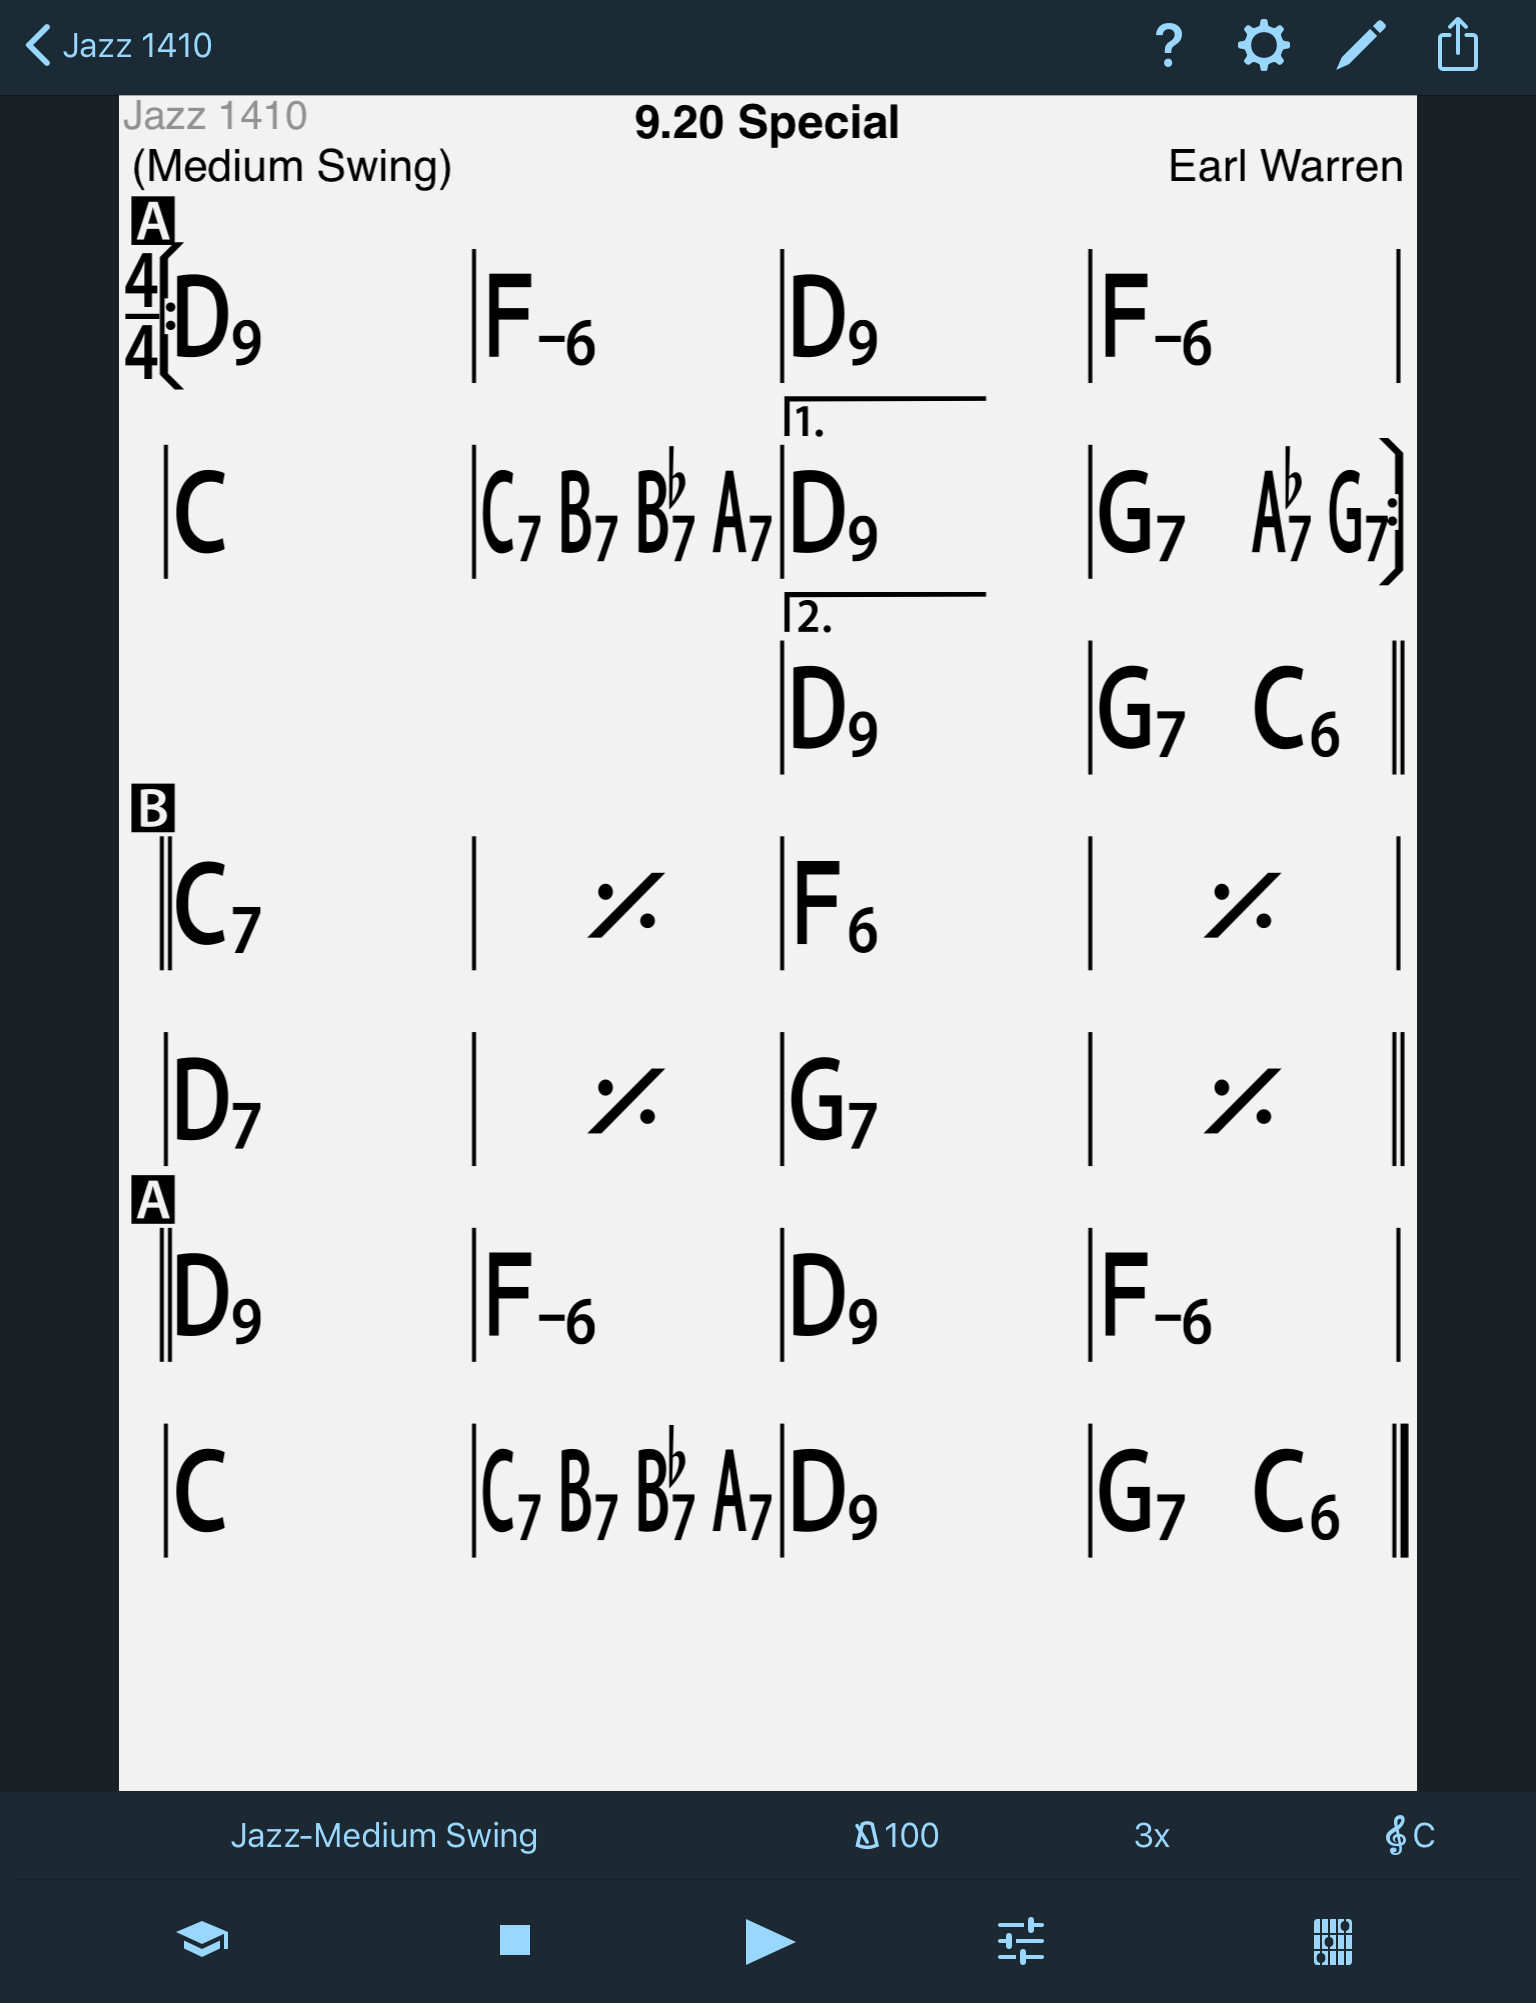 Jazz 1410
?
Jazz 1410
9.20 Special
(Medium Swing)
Earl Warren
A
4/4 D9 F-6 D9 F-6
1.
C C7 B7 B♭7 A7 D9 G7 A♭7 G7
2.
D9 G7 C6
B
C7 𝄎 F6 𝄎
D7 𝄎 G7 𝄎
A
D9 F-6 D9 F-6
C C7 B7 B♭7 A7 D9 G7 C6
Jazz-Medium Swing 100 3x C